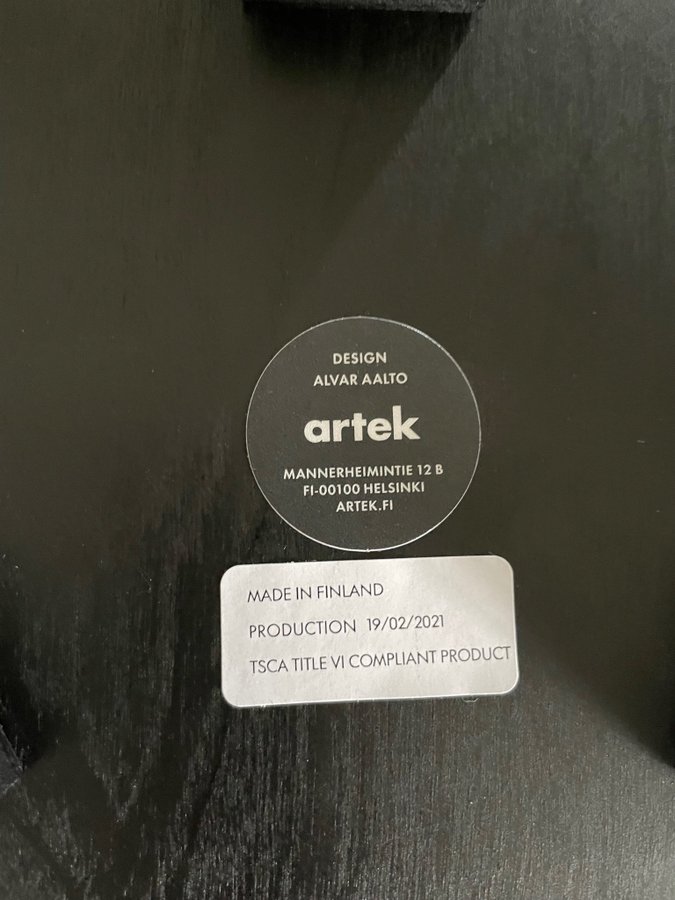 DESIGN
ALVAR AALTO
artek
MANNERHEIMINTIE 12 B
FI-00100 HELSINKI
ARTEK.FI
MADE IN FINLAND
PRODUCTION 19/02/2021
TSCA TITLE VI COMPLIANT PRODUCT